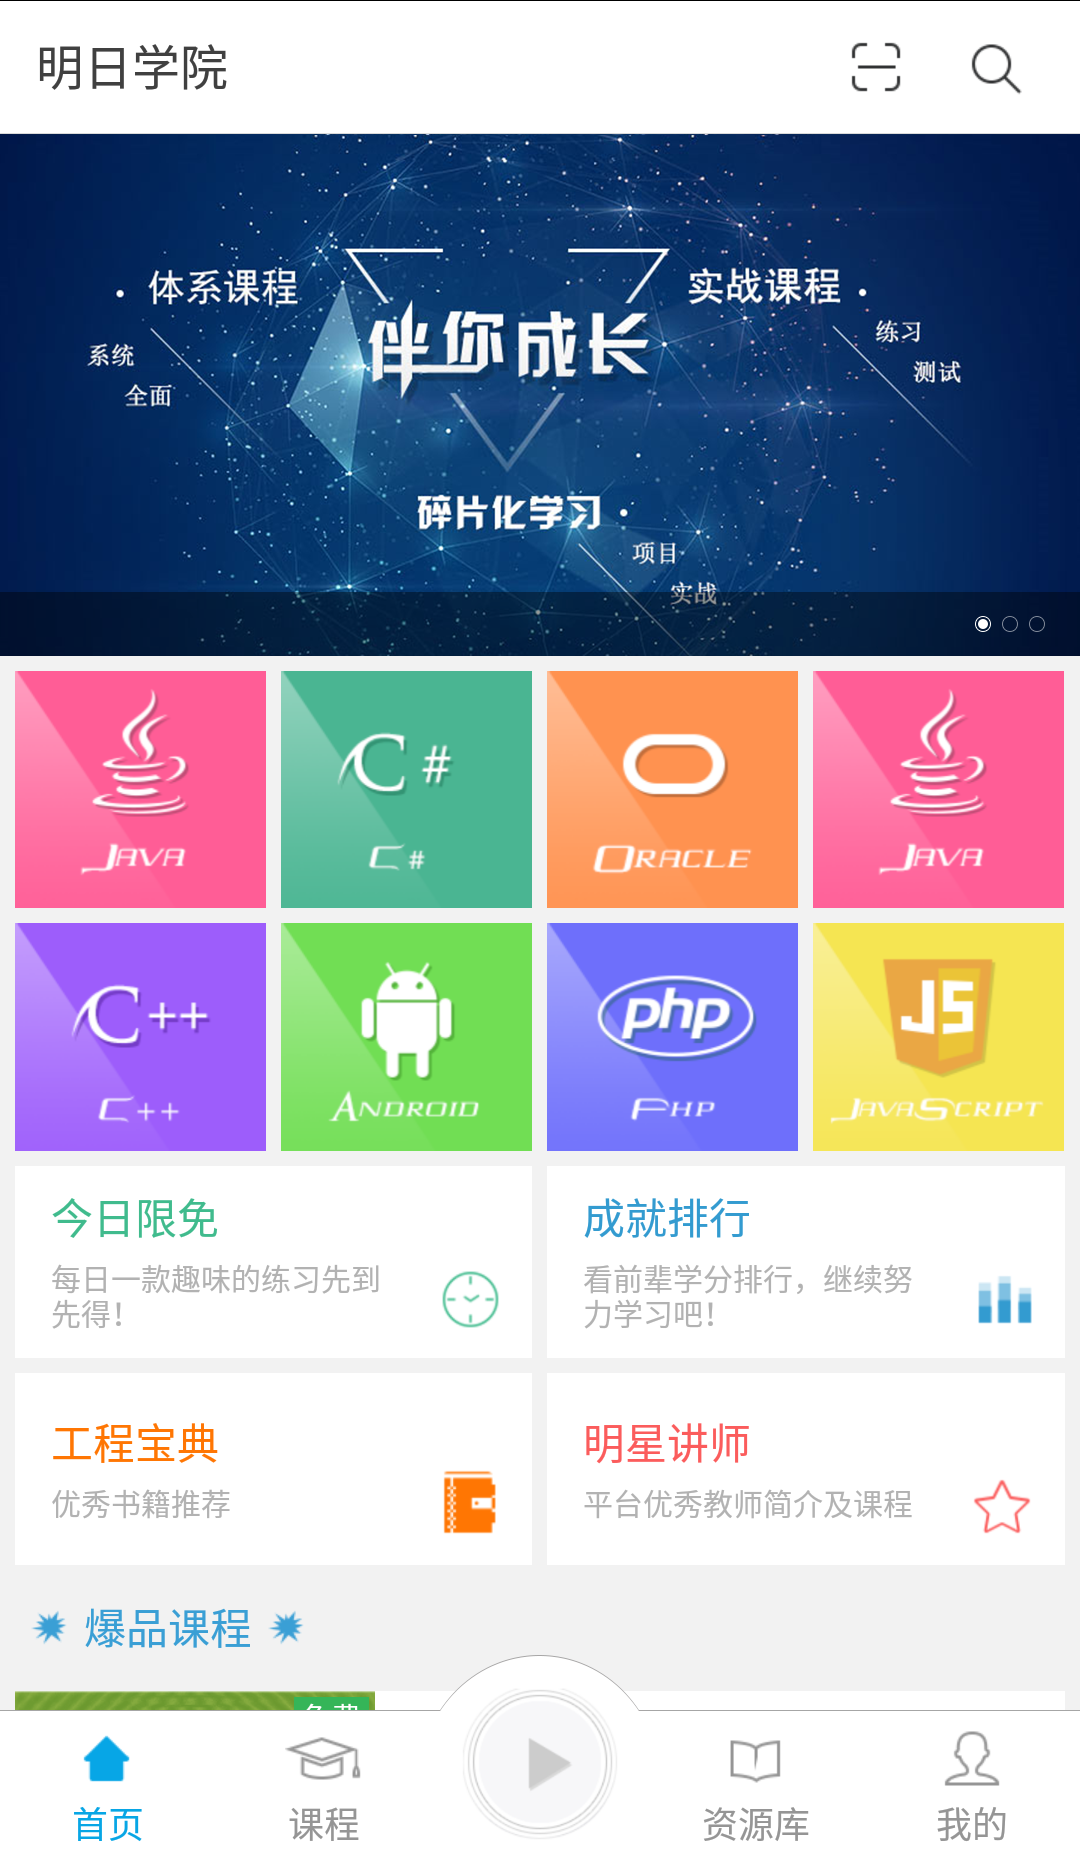 明日学院
体系课程
实战课程
系统
全面
伴你成长
练习
测试
碎片化学习
项目
实战
JAVA
C #
ORACLE
JAVA
C #
C++
php
JS
C++
ANDROID
PHP
JAVASCRIPT
今日限免
每日一款趣味的练习先到
先得！
成就排行
看前辈学分排行，继续努
力学习吧！
工程宝典
优秀书籍推荐
明星讲师
平台优秀教师简介及课程
爆品课程
首页
课程
资源库
我的